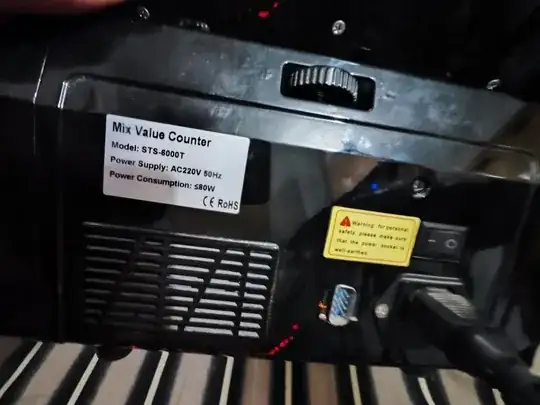 Mix Value Counter
Model: STS-6000T
Power Supply: AC220V 50Hz
Power Consumption: ≤80W
CE RoHS
Warning: for personal
safety, please make sure
that the power socket is
well-earthed.